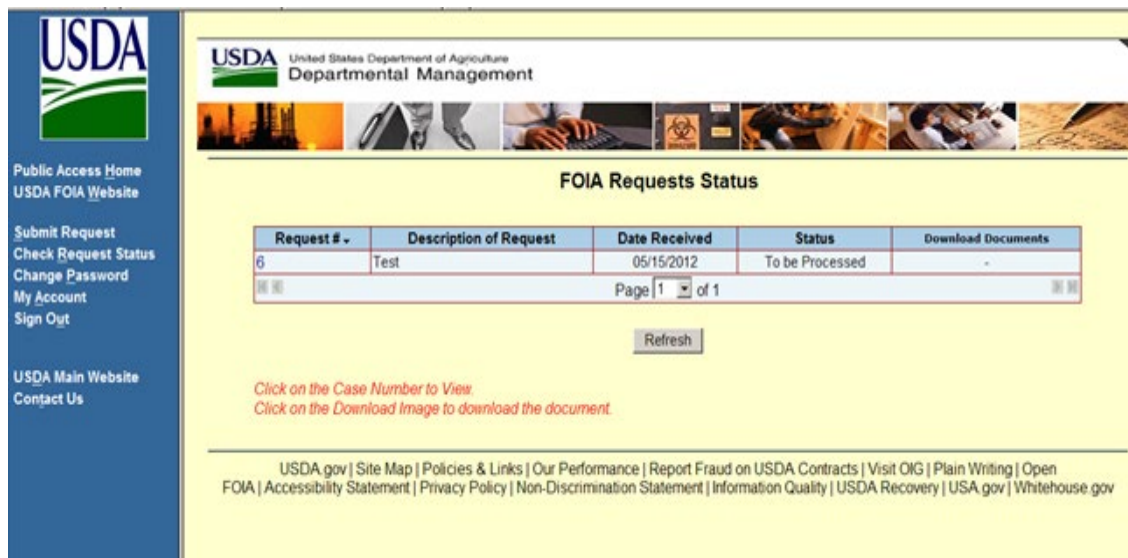 USDA
Public Access Home
USDA FOIA Website
Submit Request
Check Request Status
Change Password
My Account
Sign Out
USDA Main Website
Contact Us
USDA United States Department of Agriculture
Departmental Management
FOIA Requests Status
Request # Description of Request Date Received Status Download Documents
6 Test 05/15/2012 To be Processed -
Page 1 of 1
Refresh
Click on the Case Number to View.
Click on the Download Image to download the document.
USDA.gov | Site Map | Policies & Links | Our Performance | Report Fraud on USDA Contracts | Visit OIG | Plain Writing | Open
FOIA | Accessibility Statement | Privacy Policy | Non-Discrimination Statement | Information Quality | USDA Recovery | USA.gov | Whitehouse.gov